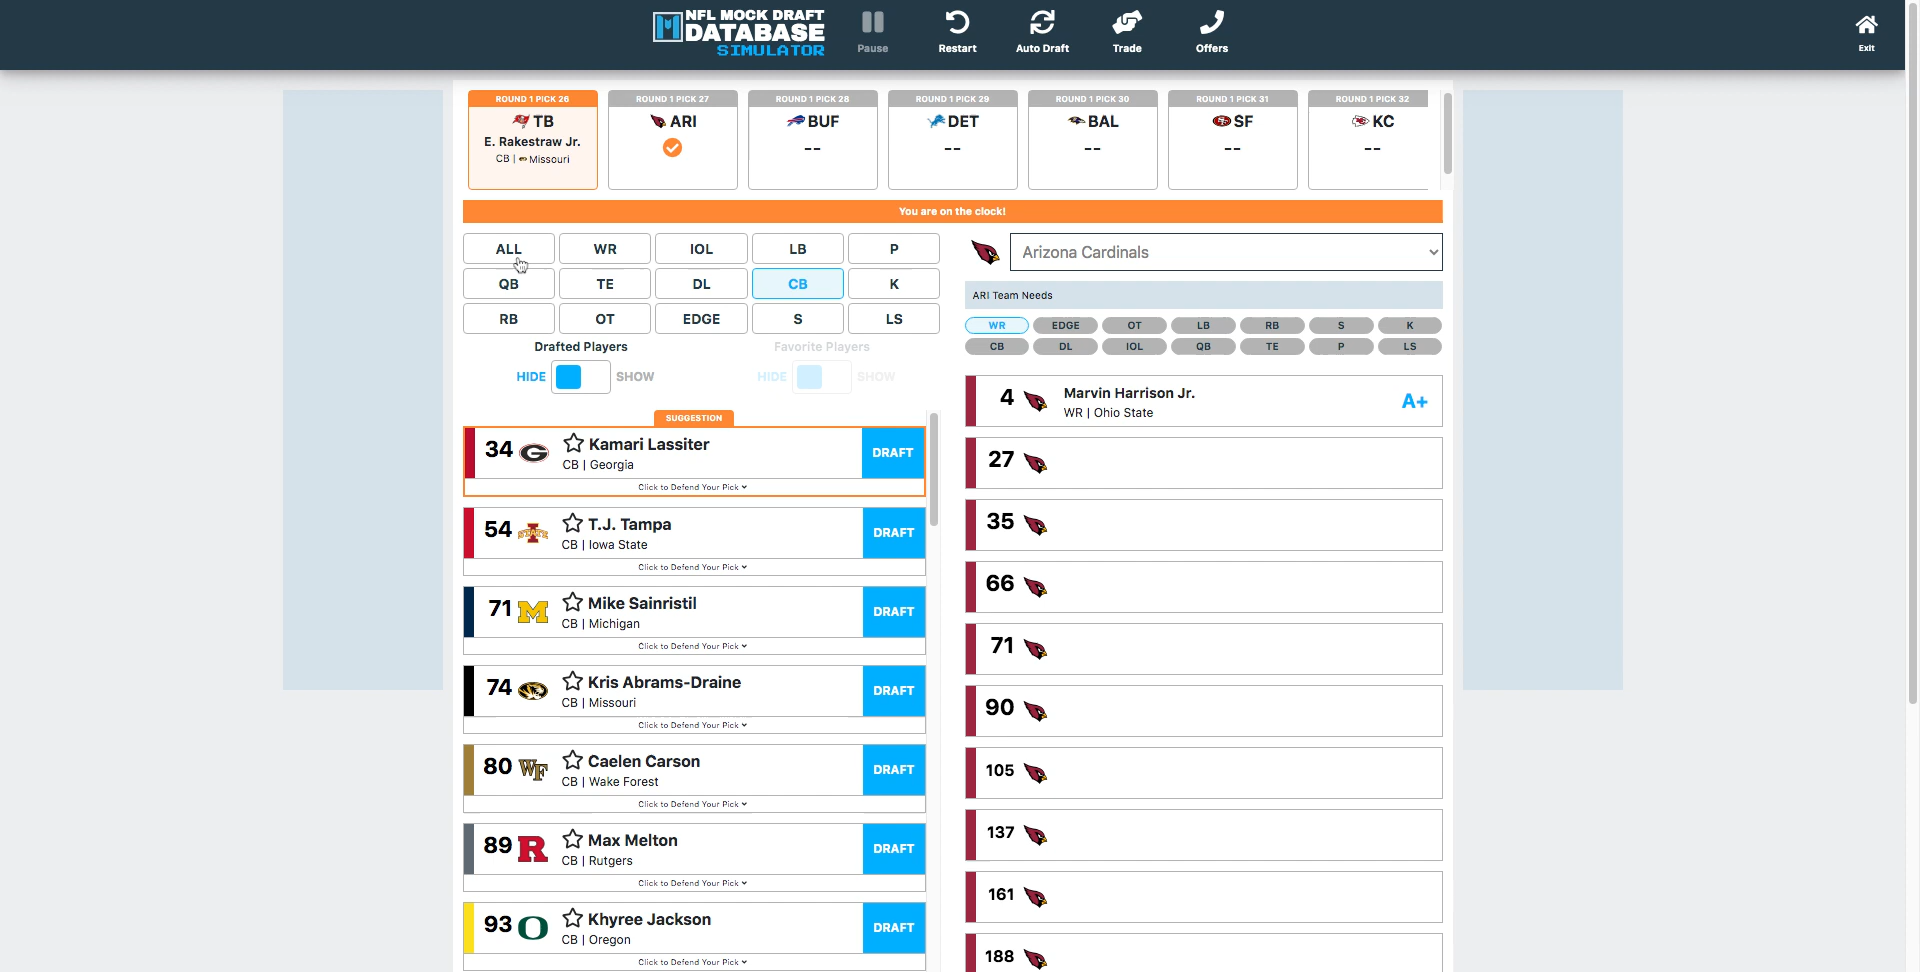 NFL MOCK DRAFT
DATABASE
SIMULATOR
Pause
Restart
Auto Draft
Trade
Offers
Exit
ROUND 1 PICK 26
TB
E. Rakestraw Jr.
CB | Missouri
ROUND 1 PICK 27
ARI
ROUND 1 PICK 28
BUF
--
ROUND 1 PICK 29
DET
--
ROUND 1 PICK 30
BAL
--
ROUND 1 PICK 31
SF
--
ROUND 1 PICK 32
KC
--
You are on the clock!
ALL WR IOL LB P
QB TE DL CB K
RB OT EDGE S LS
Drafted Players
HIDE SHOW
Favorite Players
HIDE SHOW
SUGGESTION
34 G Kamari Lassiter
CB | Georgia
DRAFT
Click to Defend Your Pick
54 STATE T.J. Tampa
CB | Iowa State
DRAFT
Click to Defend Your Pick
71 M Mike Sainristil
CB | Michigan
DRAFT
Click to Defend Your Pick
74 Kris Abrams-Draine
CB | Missouri
DRAFT
Click to Defend Your Pick
80 WF Caelen Carson
CB | Wake Forest
DRAFT
Click to Defend Your Pick
89 R Max Melton
CB | Rutgers
DRAFT
Click to Defend Your Pick
93 O Khyree Jackson
CB | Oregon
DRAFT
Click to Defend Your Pick
Arizona Cardinals
ARI Team Needs
WR EDGE OT LB RB S K
CB DL IOL QB TE P LS
4 Marvin Harrison Jr.
WR | Ohio State
A+
27
35
66
71
90
105
137
161
188